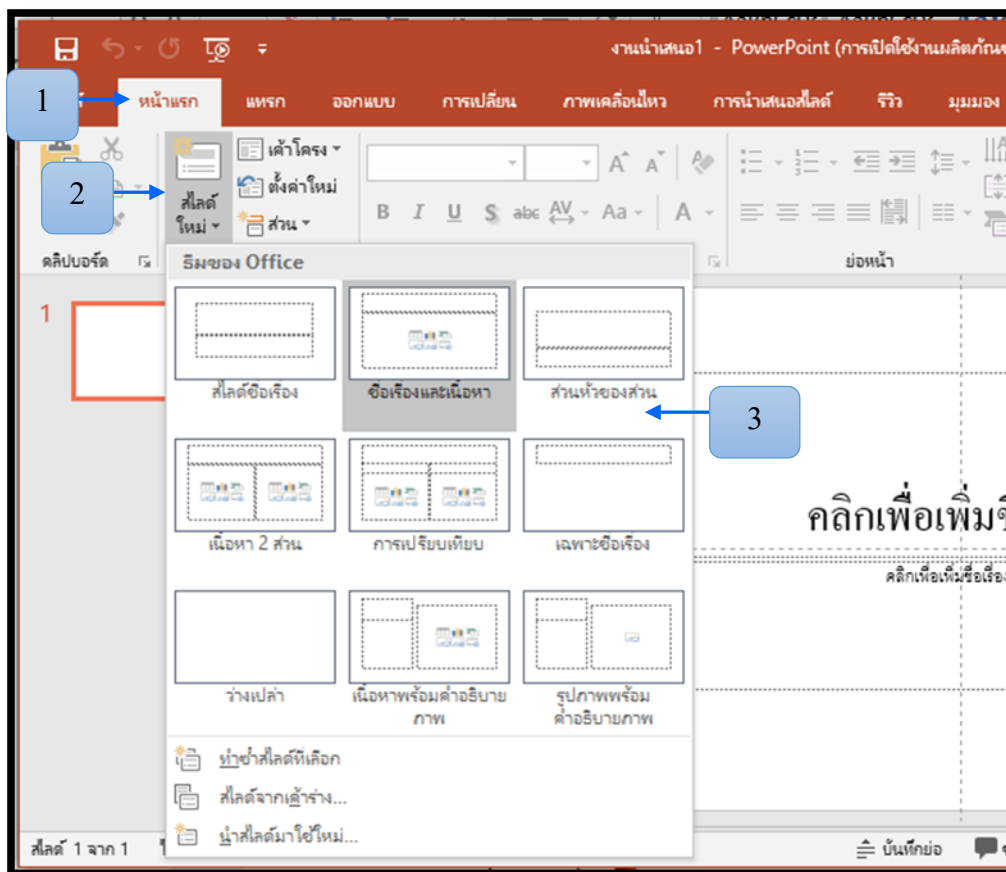 งานนำเสนอ1 - PowerPoint (การเปิดใช้งานผลิตภัณฑ์
1
หน้าแรก แทรก ออกแบบ การเปลี่ยน ภาพเคลื่อนไหว การนำเสนอสไลด์ รีวิว มุมมอง
2
สไลด์
ใหม่
เค้าโครง
ตั้งค่าใหม่
ส่วน
B I U S abc AV Aa A
คลิปบอร์ด
ย่อหน้า
ธีมของ Office
1
สไลด์ชื่อเรื่อง ชื่อเรื่องและเนื้อหา ส่วนหัวของส่วน
3
เนื้อหา 2 ส่วน การเปรียบเทียบ เฉพาะชื่อเรื่อง
คลิกเพื่อเพิ่มชื่
คลิกเพื่อเพิ่มชื่อเรื่อง
ว่างเปล่า เนื้อหาพร้อมคำอธิบาย รูปภาพพร้อม
ภาพ คำอธิบายภาพ
ทำซ้ำสไลด์ที่เลือก
สไลด์จากเค้าร่าง...
นำสไลด์มาใช้ใหม่...
สไลด์ 1 จาก 1
บันทึกย่อ